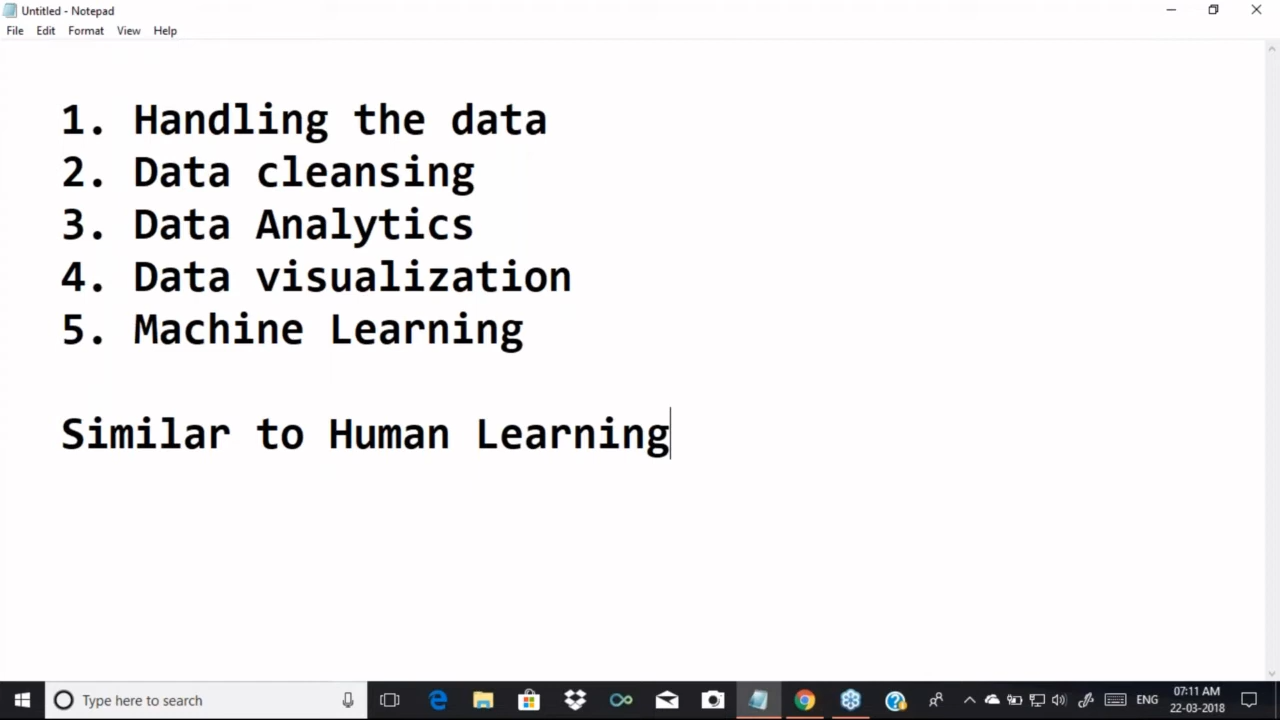 Untitled - Notepad
File Edit Format View Help
1. Handling the data
2. Data cleansing
3. Data Analytics
4. Data visualization
5. Machine Learning
Similar to Human Learning
Type here to search
ENG
07:11 AM
22-03-2018